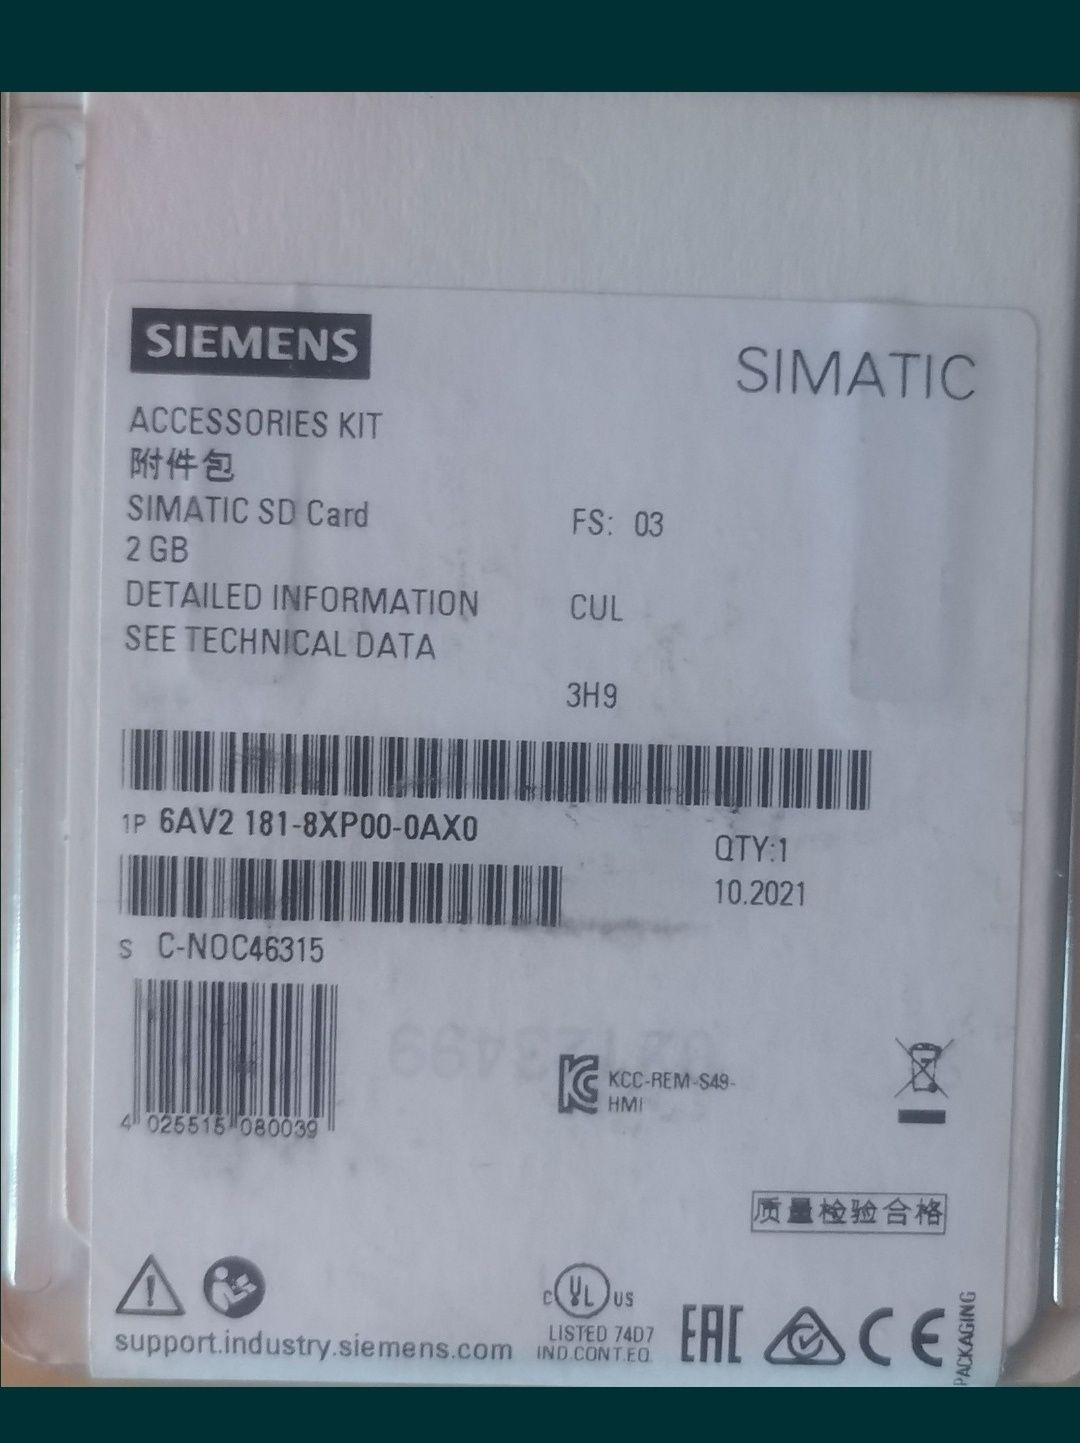 SIEMENS
SIMATIC
ACCESSORIES KIT
附件包
SIMATIC SD Card
2 GB
FS: 03
DETAILED INFORMATION
SEE TECHNICAL DATA
CUL
3H9
1P 6AV2 181-8XP00-0AX0
QTY:1
10.2021
S C-NOC46315
4 025515 080039
KCC-REM-S49-
HMI
质量检验合格
support.industry.siemens.com
C UL US
LISTED 74D7
IND.CONT.EQ.
EAC
CE
PACKAGING